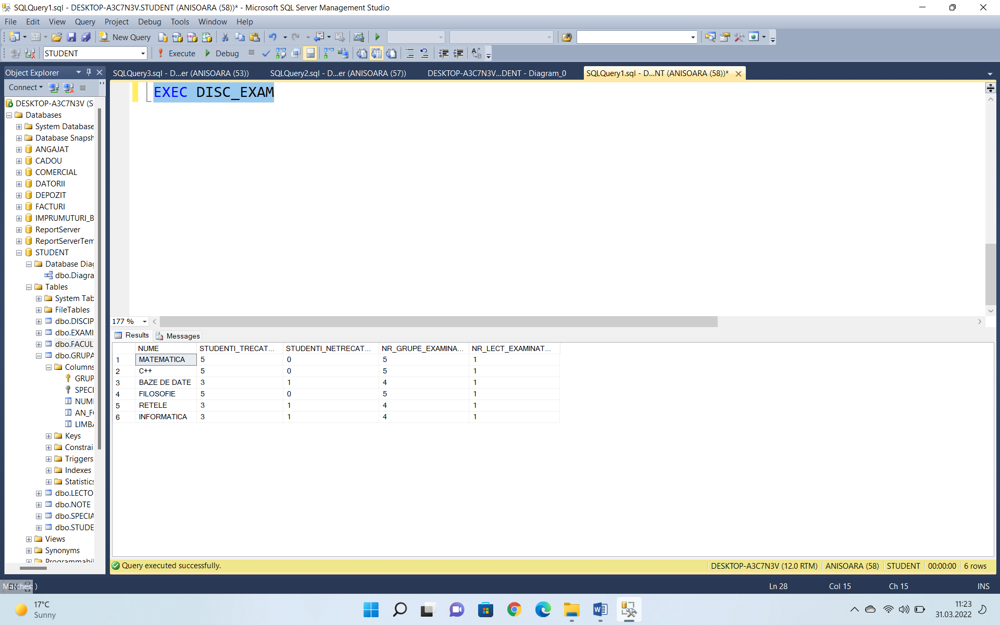 SQLQuery1.sql - DESKTOP-A3C7N3V.STUDENT (ANISOARA (58))* - Microsoft SQL Server Management Studio
File Edit View Query Project Debug Tools Window Help
New Query
STUDENT Execute Debug
Object Explorer
SQLQuery3.sql - D...er (ANISOARA (53)) SQLQuery2.sql - D...er (ANISOARA (57)) DESKTOP-A3C7N3V...DENT - Diagram_0 SQLQuery1.sql - D...NT (ANISOARA (58))*
Connect
EXEC DISC_EXAM
DESKTOP-A3C7N3V (S
Databases
System Database
Database Snapsh
ANGAJAT
CADOU
COMERCIAL
DATORII
DEPOZIT
FACTURI
IMPRUMUTURI_B
ReportServer
ReportServerTem
STUDENT
Database Diag
dbo.Diagra
Tables
System Tab
FileTables
dbo.DISCIP
dbo.EXAMI
dbo.FACUL
dbo.GRUPA
Columns
GRUP
SPECI
NUM
AN_F
LIMBA
Keys
Constrai
Triggers
Indexes
Statistics
dbo.LECTO
dbo.NOTE
dbo.SPECIA
dbo.STUDE
Views
Synonyms
Programmabil
177 %
Results Messages
NUME STUDENTI_TRECAT... STUDENTI_NETRECAT... NR_GRUPE_EXAMINA... NR_LECT_EXAMINAT...
1 MATEMATICA 5 0 5 1
2 C++ 5 0 5 1
3 BAZE DE DATE 3 1 4 1
4 FILOSOFIE 5 0 5 1
5 RETELE 3 1 4 1
6 INFORMATICA 3 1 4 1
Query executed successfully. DESKTOP-A3C7N3V (12.0 RTM) ANISOARA (58) STUDENT 00:00:00 6 rows
Matches: ) Ln 28 Col 15 Ch 15 INS
17°C
Sunny
11:23
31.03.2022